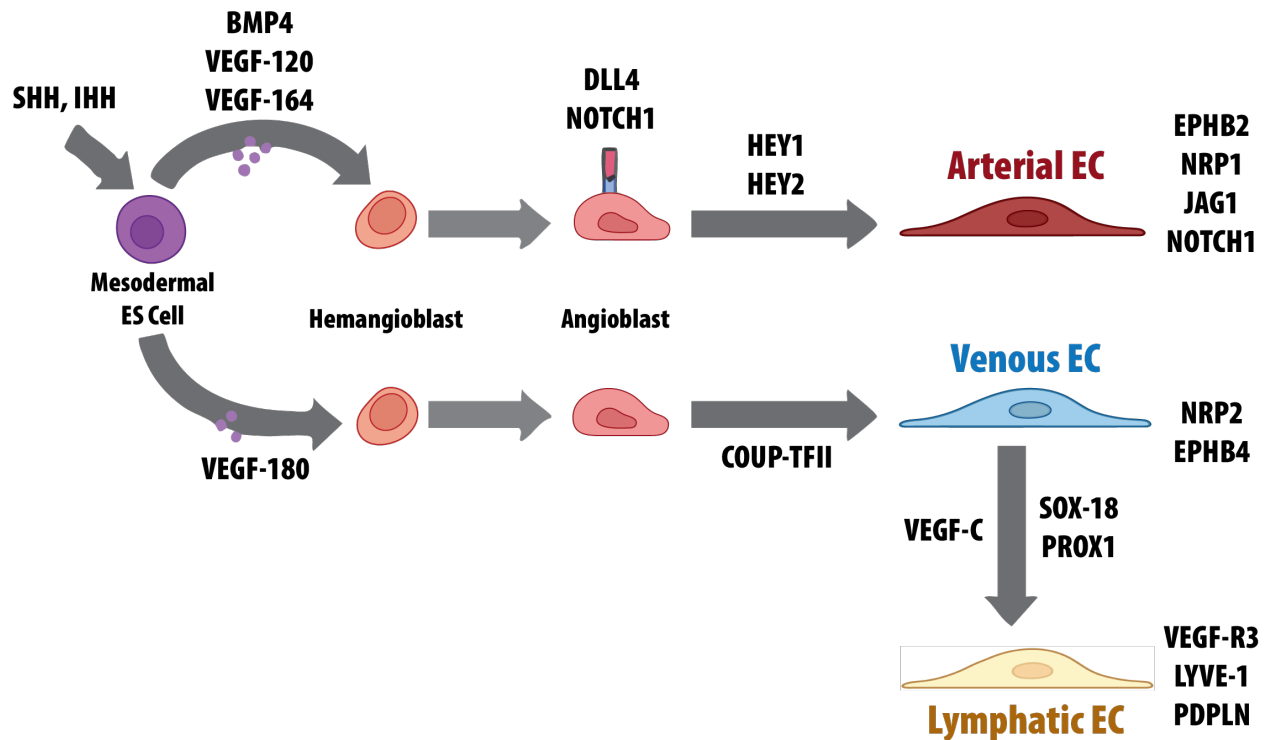 SHH, IHH
BMP4
VEGF-120
VEGF-164
DLL4
NOTCH1
HEY1
HEY2
Arterial EC
EPHB2
NRP1
JAG1
NOTCH1
Mesodermal
ES Cell
Hemangioblast
Angioblast
Venous EC
VEGF-180
COUP-TFII
NRP2
EPHB4
VEGF-C
SOX-18
PROX1
VEGF-R3
LYVE-1
PDPLN
Lymphatic EC